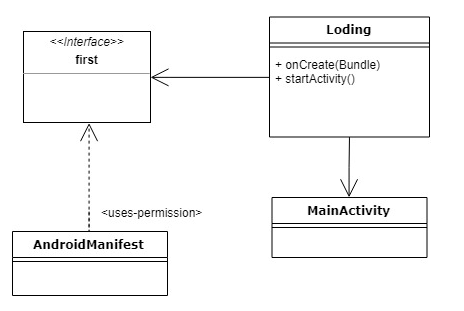 <<Interface>>
first
Loding
+ onCreate(Bundle)
+ startActivity()
<uses-permission>
MainActivity
AndroidManifest